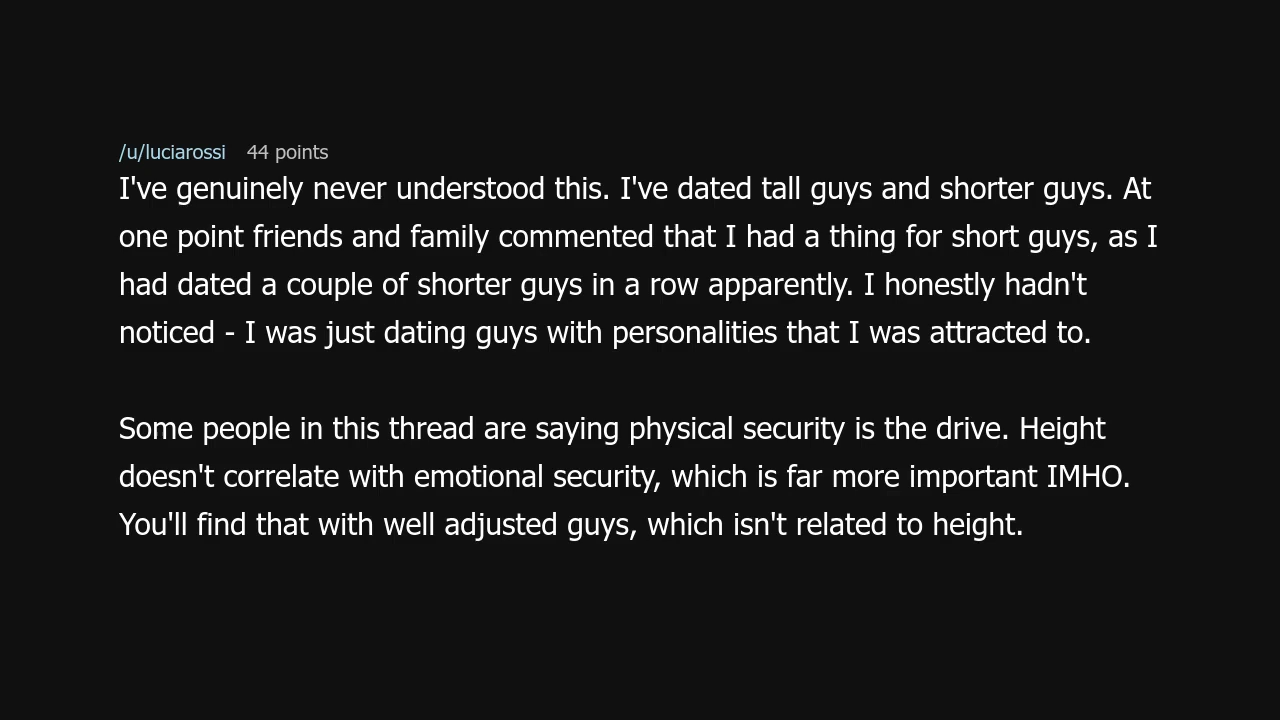 /u/luciarossi 44 points
I've genuinely never understood this. I've dated tall guys and shorter guys. At
one point friends and family commented that I had a thing for short guys, as I
had dated a couple of shorter guys in a row apparently. I honestly hadn't
noticed - I was just dating guys with personalities that I was attracted to.
Some people in this thread are saying physical security is the drive. Height
doesn't correlate with emotional security, which is far more important IMHO.
You'll find that with well adjusted guys, which isn't related to height.